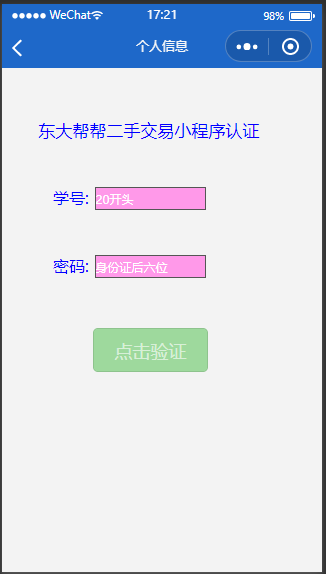 ●●●●● WeChat 17:21 98%
个人信息
东大帮帮二手交易小程序认证
学号: 20开头
密码: 身份证后六位
点击验证